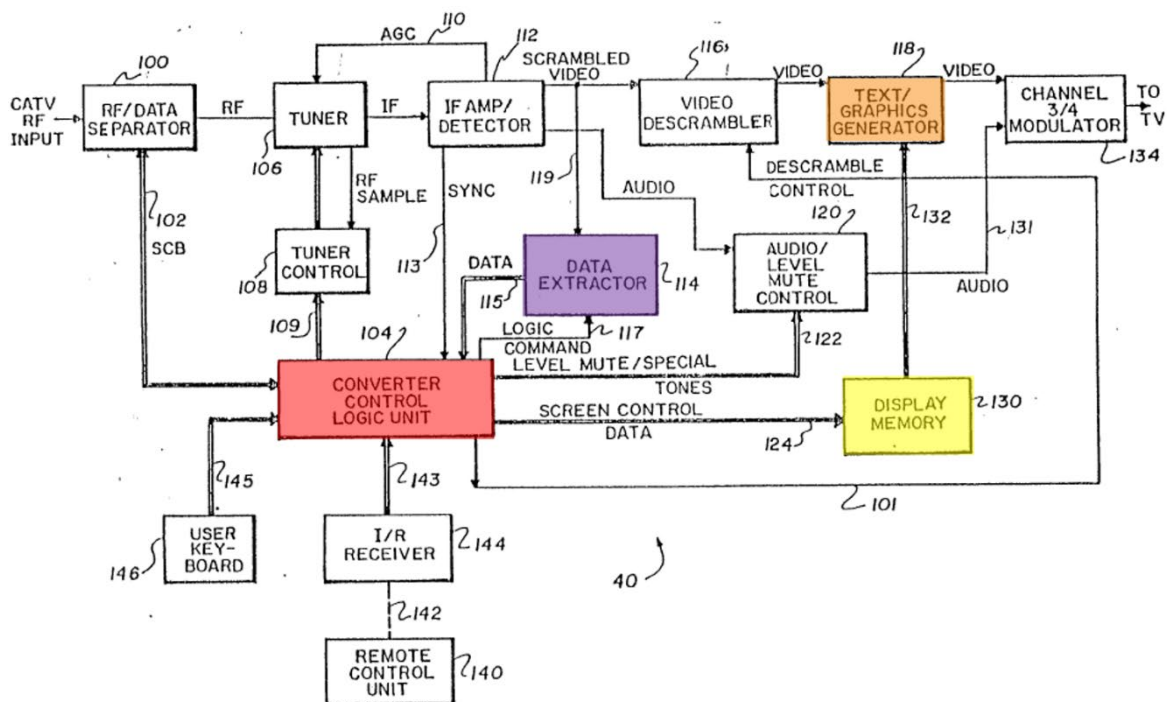 110
AGC
112
SCRAMBLED
VIDEO
116
VIDEO
118
VIDEO
100
CATV
RF
INPUT
RF/DATA
SEPARATOR
RF
TUNER
IF
IF AMP/
DETECTOR
VIDEO
DESCRAMBLER
TEXT/
GRAPHICS
GENERATOR
CHANNEL
3/4
MODULATOR
TO
TV
134
106
RF
SAMPLE
SYNC
119
AUDIO
DESCRAMBLE
CONTROL
102
SCB
TUNER
CONTROL
108
113
DATA
115
DATA
EXTRACTOR
114
120
AUDIO/
LEVEL
MUTE
CONTROL
132
131
AUDIO
109
104
LOGIC
COMMAND
117
122
CONVERTER
CONTROL
LOGIC UNIT
LEVEL MUTE/SPECIAL
TONES
SCREEN CONTROL
DATA
124
DISPLAY
MEMORY
130
145
143
101
USER
KEY-
BOARD
146
I/R
RECEIVER
144
40
142
REMOTE
CONTROL
UNIT
140